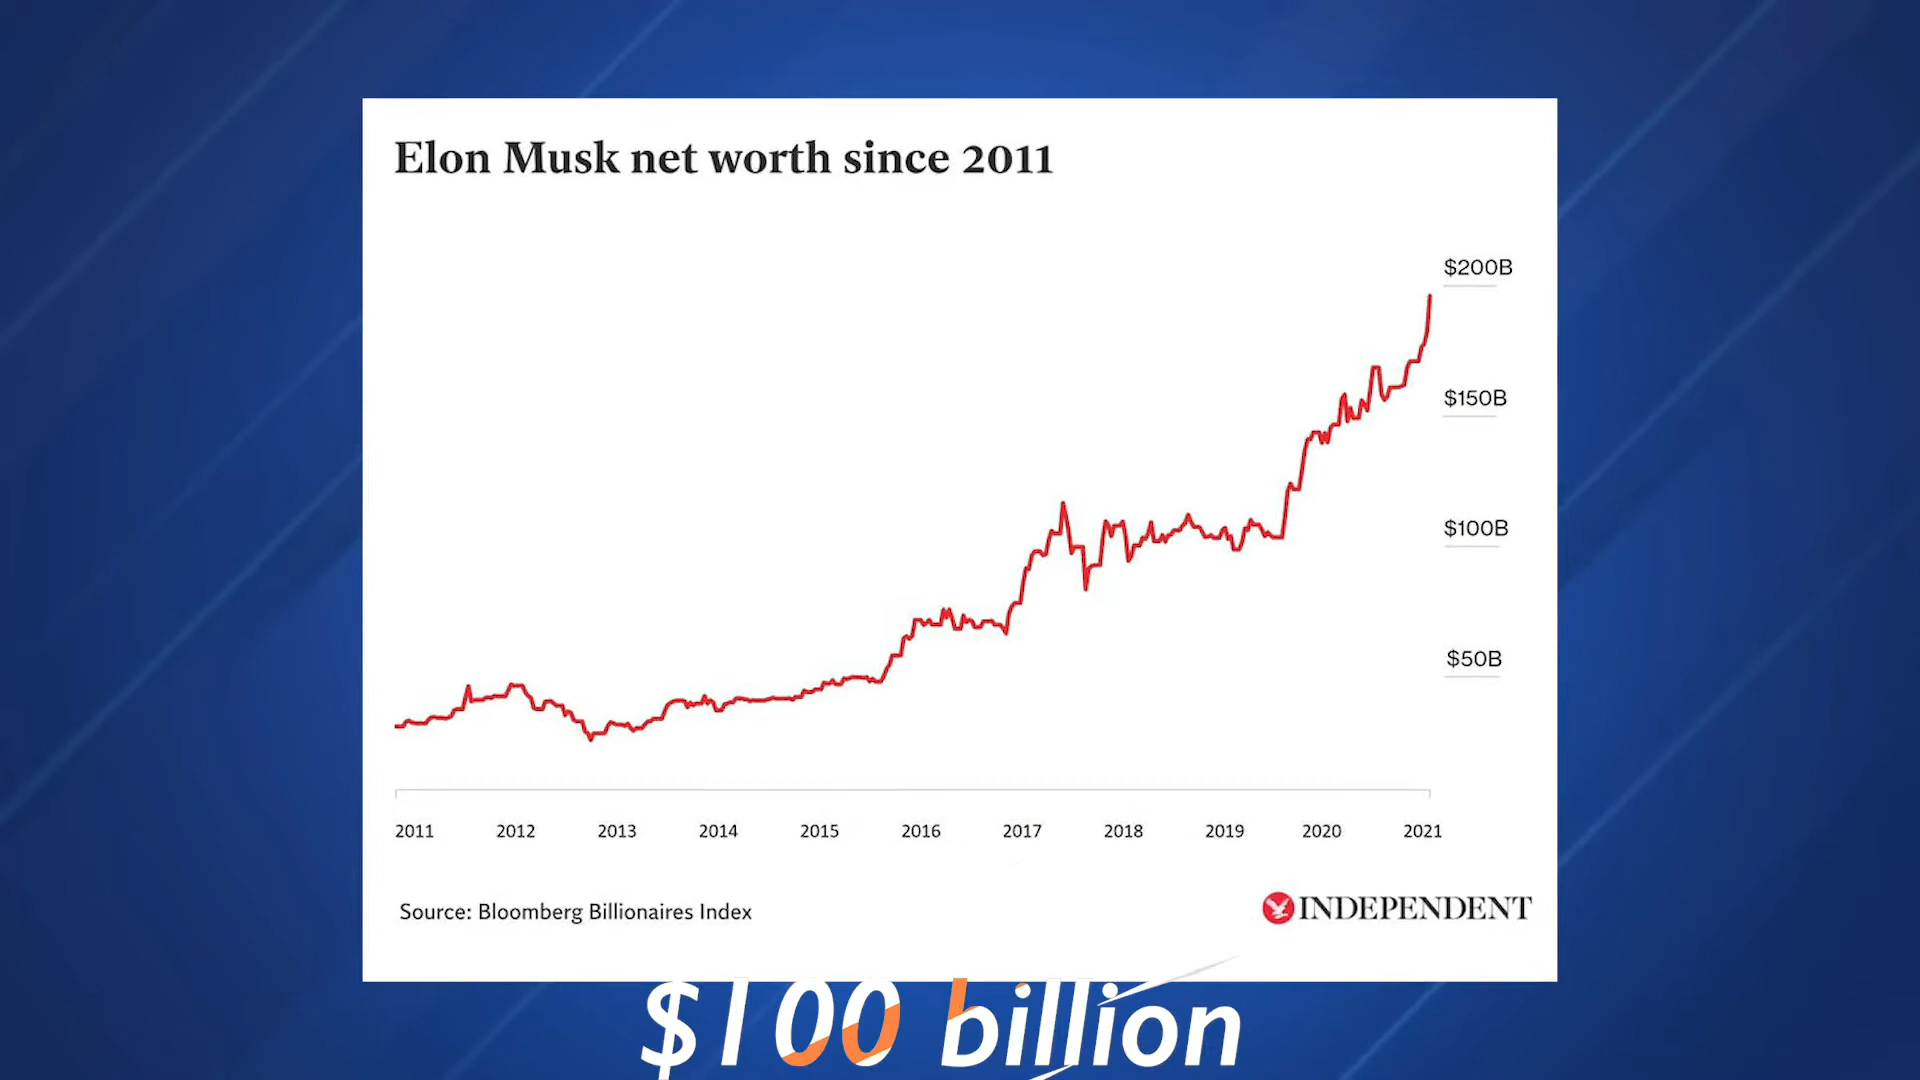 Elon Musk net worth since 2011
$200B
$150B
$100B
$50B
2011 2012 2013 2014 2015 2016 2017 2018 2019 2020 2021
Source: Bloomberg Billionaires Index
INDEPENDENT
$100 billion